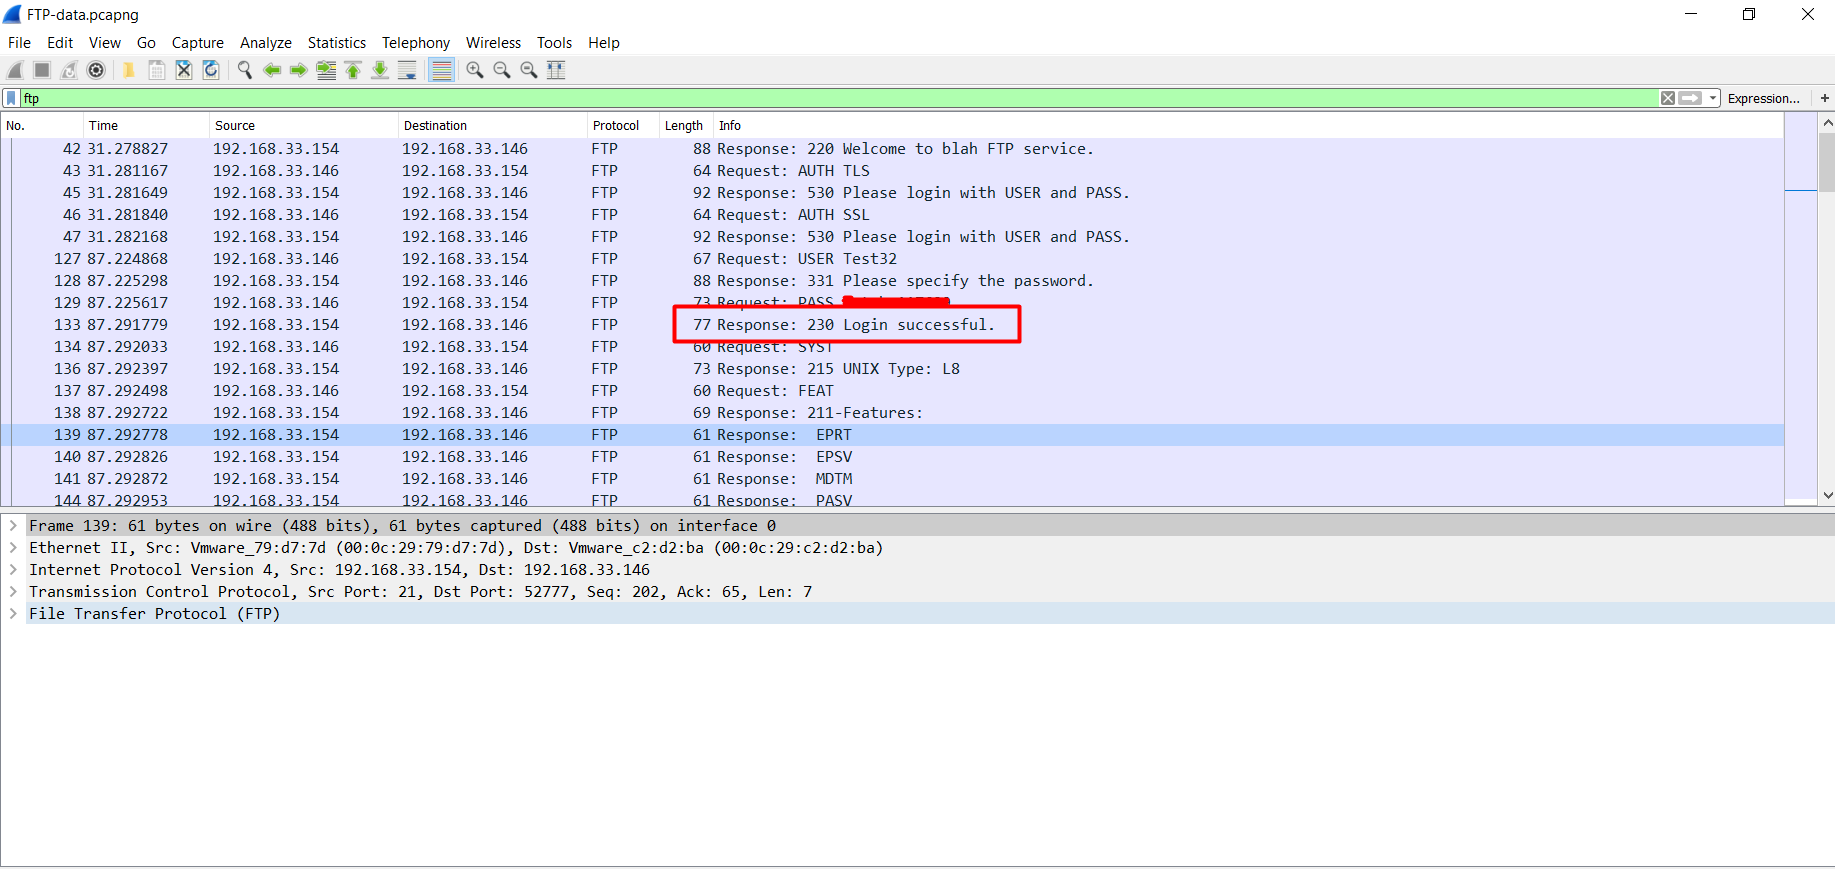 FTP-data.pcapng
File Edit View Go Capture Analyze Statistics Telephony Wireless Tools Help
ftp Expression... +
No. Time Source Destination Protocol Length Info
42 31.278827 192.168.33.154 192.168.33.146 FTP 88 Response: 220 Welcome to blah FTP service.
43 31.281167 192.168.33.146 192.168.33.154 FTP 64 Request: AUTH TLS
45 31.281649 192.168.33.154 192.168.33.146 FTP 92 Response: 530 Please login with USER and PASS.
46 31.281840 192.168.33.146 192.168.33.154 FTP 64 Request: AUTH SSL
47 31.282168 192.168.33.154 192.168.33.146 FTP 92 Response: 530 Please login with USER and PASS.
127 87.224868 192.168.33.146 192.168.33.154 FTP 67 Request: USER Test32
128 87.225298 192.168.33.154 192.168.33.146 FTP 88 Response: 331 Please specify the password.
129 87.225617 192.168.33.146 192.168.33.154 FTP 73 Request: PASS
133 87.291779 192.168.33.154 192.168.33.146 FTP 77 Response: 230 Login successful.
134 87.292033 192.168.33.146 192.168.33.154 FTP 60 Request: SYST
136 87.292397 192.168.33.154 192.168.33.146 FTP 73 Response: 215 UNIX Type: L8
137 87.292498 192.168.33.146 192.168.33.154 FTP 60 Request: FEAT
138 87.292722 192.168.33.154 192.168.33.146 FTP 69 Response: 211-Features:
139 87.292778 192.168.33.154 192.168.33.146 FTP 61 Response: EPRT
140 87.292826 192.168.33.154 192.168.33.146 FTP 61 Response: EPSV
141 87.292872 192.168.33.154 192.168.33.146 FTP 61 Response: MDTM
144 87.292953 192.168.33.154 192.168.33.146 FTP 61 Response: PASV
Frame 139: 61 bytes on wire (488 bits), 61 bytes captured (488 bits) on interface 0
Ethernet II, Src: Vmware_79:d7:7d (00:0c:29:79:d7:7d), Dst: Vmware_c2:d2:ba (00:0c:29:c2:d2:ba)
Internet Protocol Version 4, Src: 192.168.33.154, Dst: 192.168.33.146
Transmission Control Protocol, Src Port: 21, Dst Port: 52777, Seq: 202, Ack: 65, Len: 7
File Transfer Protocol (FTP)